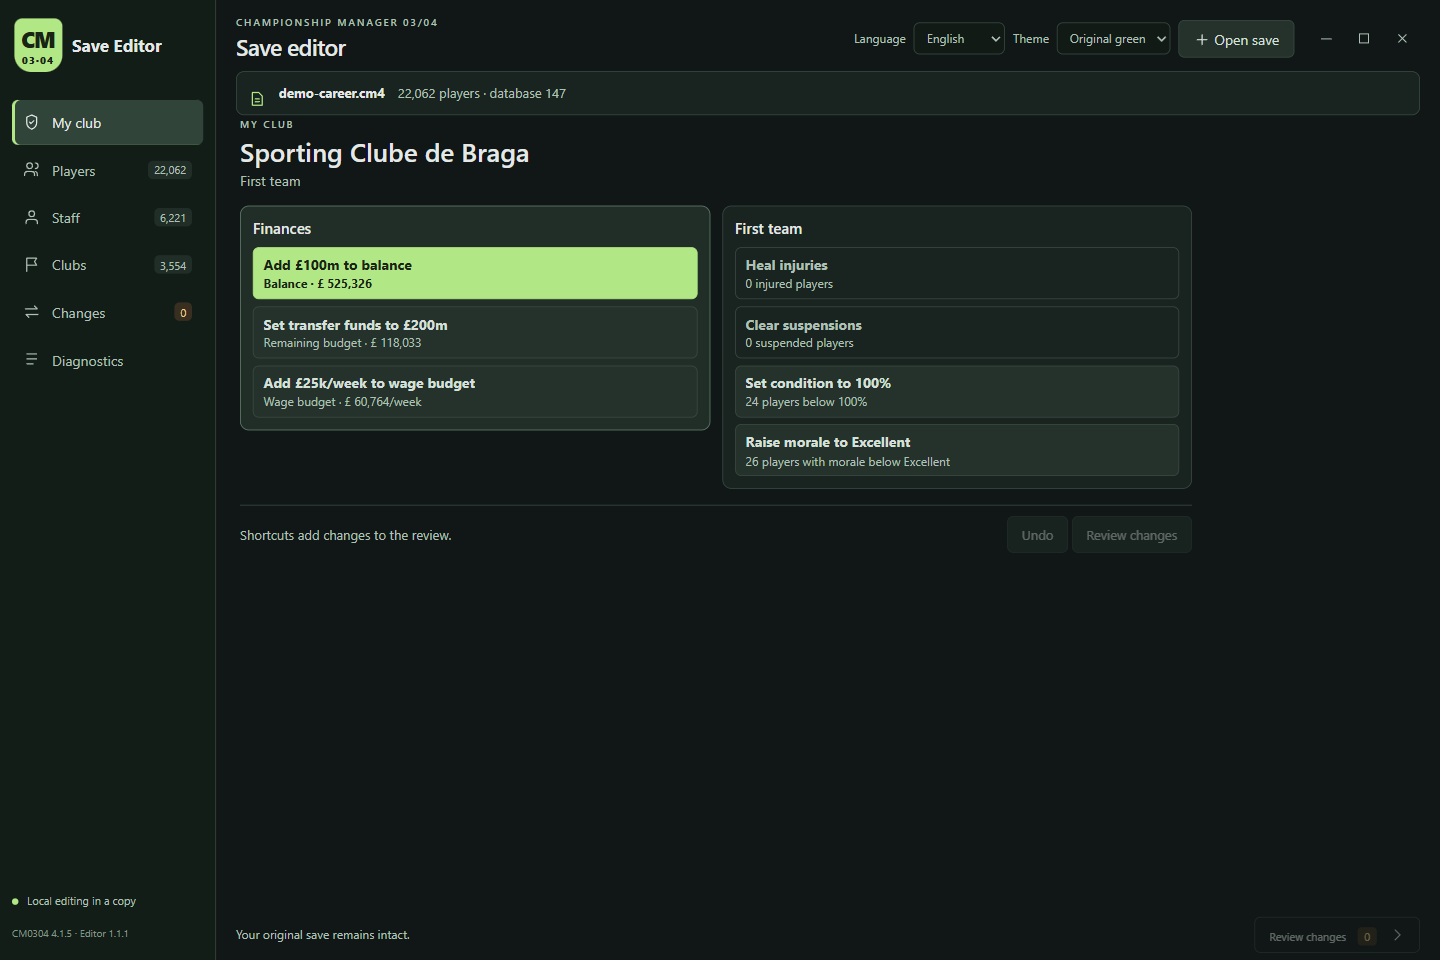 CM
03·04
Save Editor
My club
Players 22,062
Staff 6,221
Clubs 3,554
Changes 0
Diagnostics
Local editing in a copy
CM0304 4.1.5 · Editor 1.1.1
CHAMPIONSHIP MANAGER 03/04
Save editor
Language English Theme Original green + Open save
demo-career.cm4 22,062 players · database 147
MY CLUB
Sporting Clube de Braga
First team
Finances
Add £100m to balance
Balance · £ 525,326
Set transfer funds to £200m
Remaining budget · £ 118,033
Add £25k/week to wage budget
Wage budget · £ 60,764/week
First team
Heal injuries
0 injured players
Clear suspensions
0 suspended players
Set condition to 100%
24 players below 100%
Raise morale to Excellent
26 players with morale below Excellent
Shortcuts add changes to the review.
Undo Review changes
Your original save remains intact.
Review changes 0